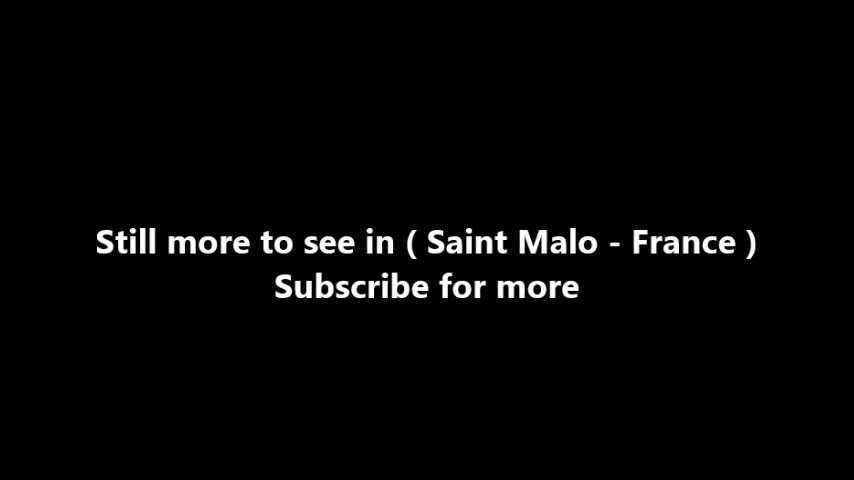 Still more to see in ( Saint Malo - France )
Subscribe for more